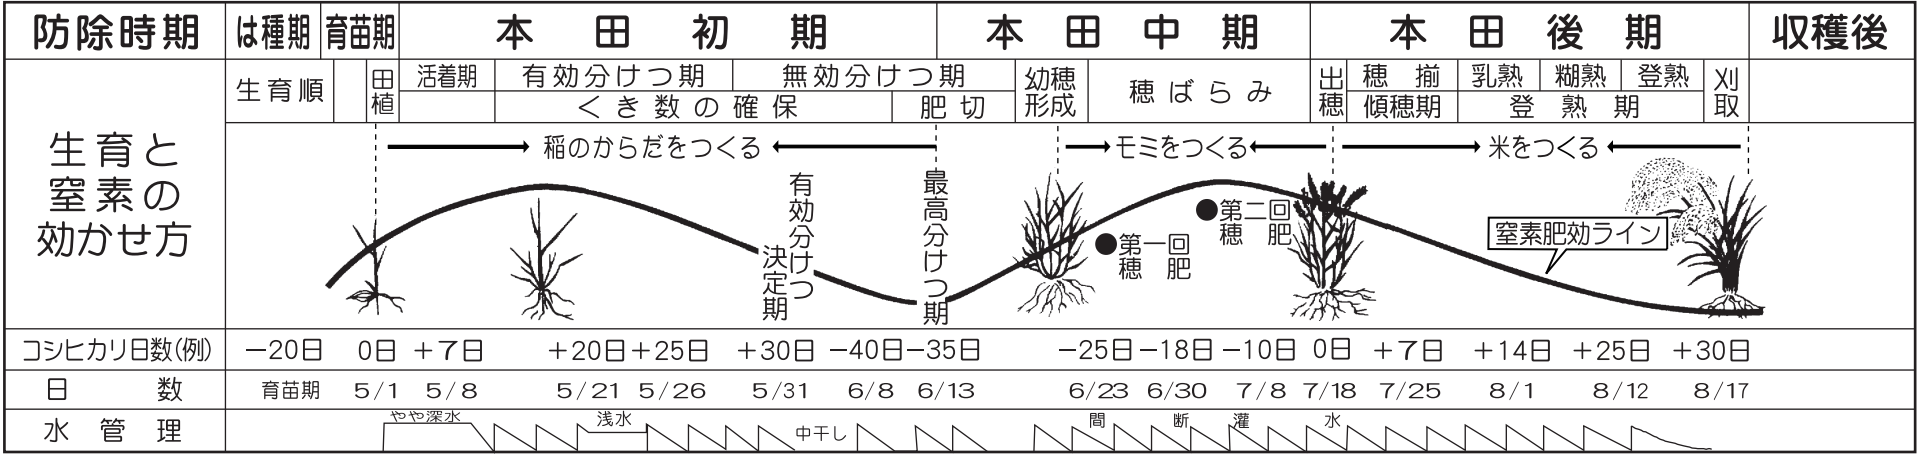 防除時期 は種期 育苗期 本田初期 本田中期 本田後期 収穫後
生育順 田植 活着期 有効分けつ期 無効分けつ期 幼穂形成 穂ばらみ 出穂 穂揃 乳熟 糊熟 登熟 刈取
くき数の確保 肥切 傾穂期 登熟期
生育と
窒素の
効かせ方
稲のからだをつくる モミをつくる 米をつくる
有効分けつ
決定期
最高分けつ期
第一回
穂肥
第二回
穂肥
窒素肥効ライン
コシヒカリ日数(例) −20日 0日 +7日 +20日 +25日 +30日 −40日 −35日 −25日 −18日 −10日 0日 +7日 +14日 +25日 +30日
日数 育苗期 5/1 5/8 5/21 5/26 5/31 6/8 6/13 6/23 6/30 7/8 7/18 7/25 8/1 8/12 8/17
水管理 やや深水 浅水 中干し 間断灌水